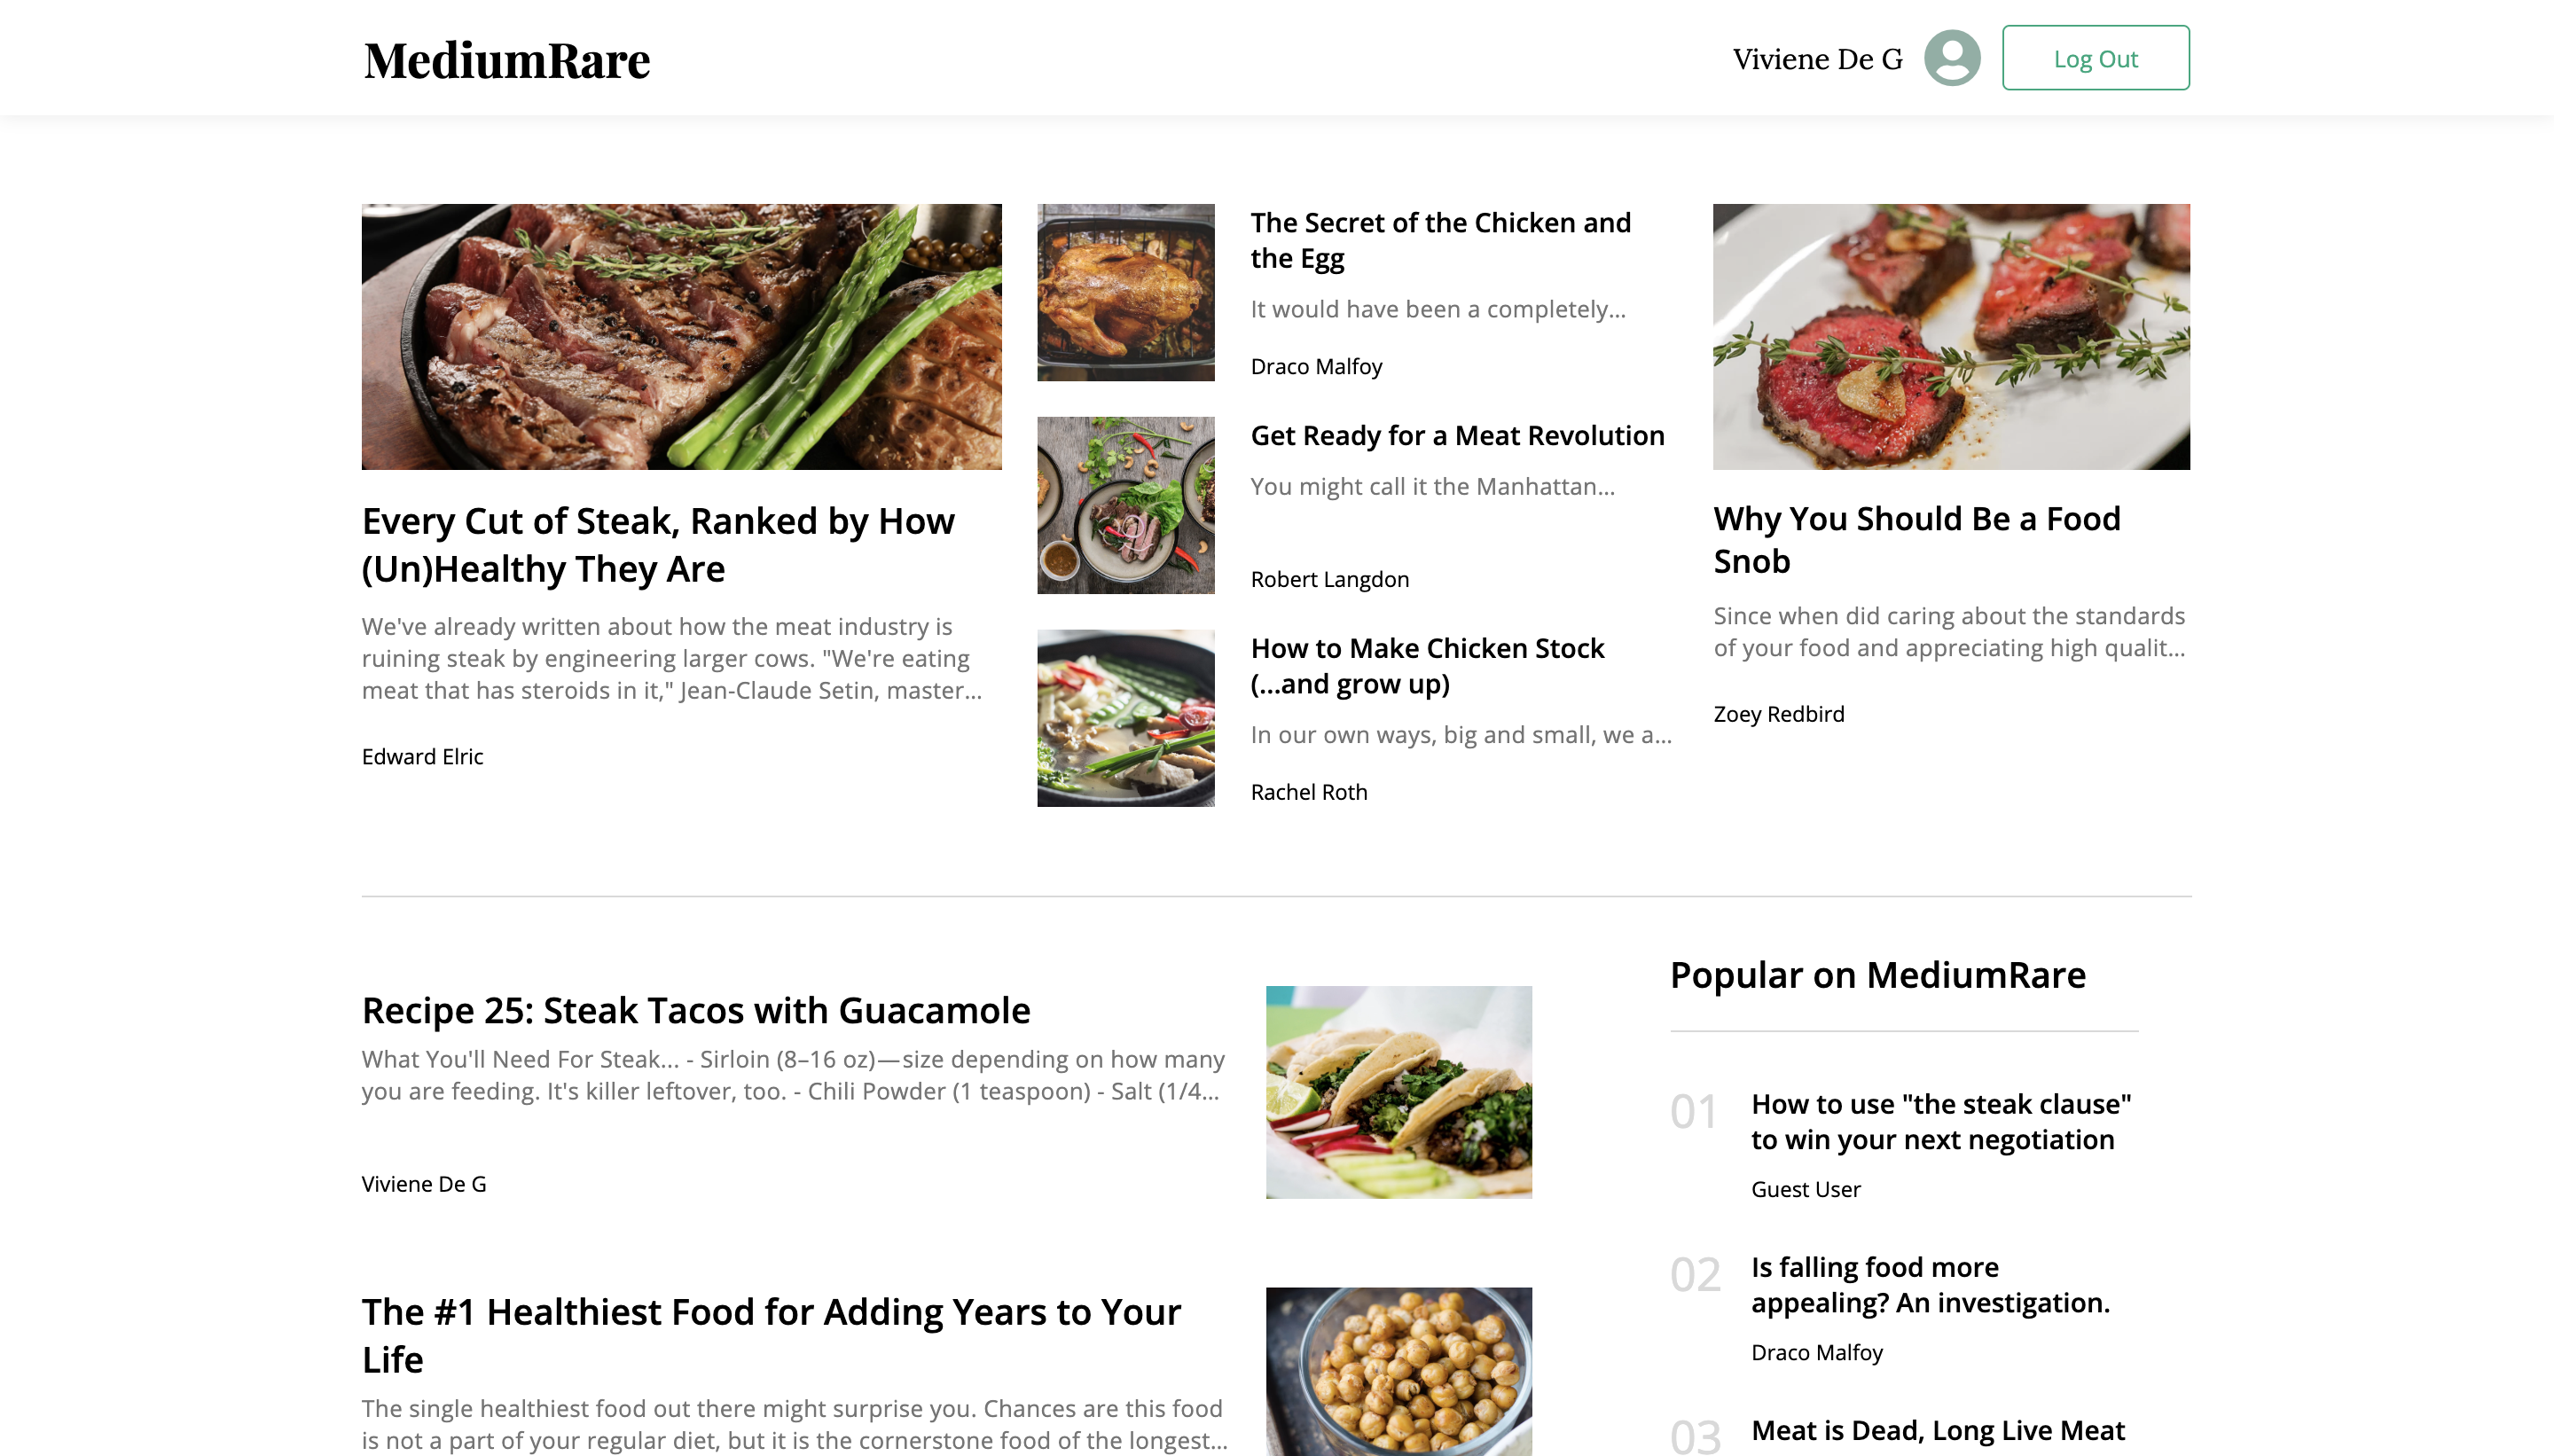 MediumRare
Viviene De G
Log Out
Every Cut of Steak, Ranked by How
(Un)Healthy They Are
We've already written about how the meat industry is
ruining steak by engineering larger cows. "We're eating
meat that has steroids in it," Jean-Claude Setin, master...
Edward Elric
The Secret of the Chicken and
the Egg
It would have been a completely...
Draco Malfoy
Get Ready for a Meat Revolution
You might call it the Manhattan...
Robert Langdon
How to Make Chicken Stock
(...and grow up)
In our own ways, big and small, we a...
Rachel Roth
Why You Should Be a Food
Snob
Since when did caring about the standards
of your food and appreciating high qualit...
Zoey Redbird
Recipe 25: Steak Tacos with Guacamole
What You'll Need For Steak... - Sirloin (8–16 oz)—size depending on how many
you are feeding. It's killer leftover, too. - Chili Powder (1 teaspoon) - Salt (1/4...
Viviene De G
The #1 Healthiest Food for Adding Years to Your
Life
The single healthiest food out there might surprise you. Chances are this food
is not a part of your regular diet, but it is the cornerstone food of the longest...
Popular on MediumRare
01
How to use "the steak clause"
to win your next negotiation
Guest User
02
Is falling food more
appealing? An investigation.
Draco Malfoy
03
Meat is Dead, Long Live Meat